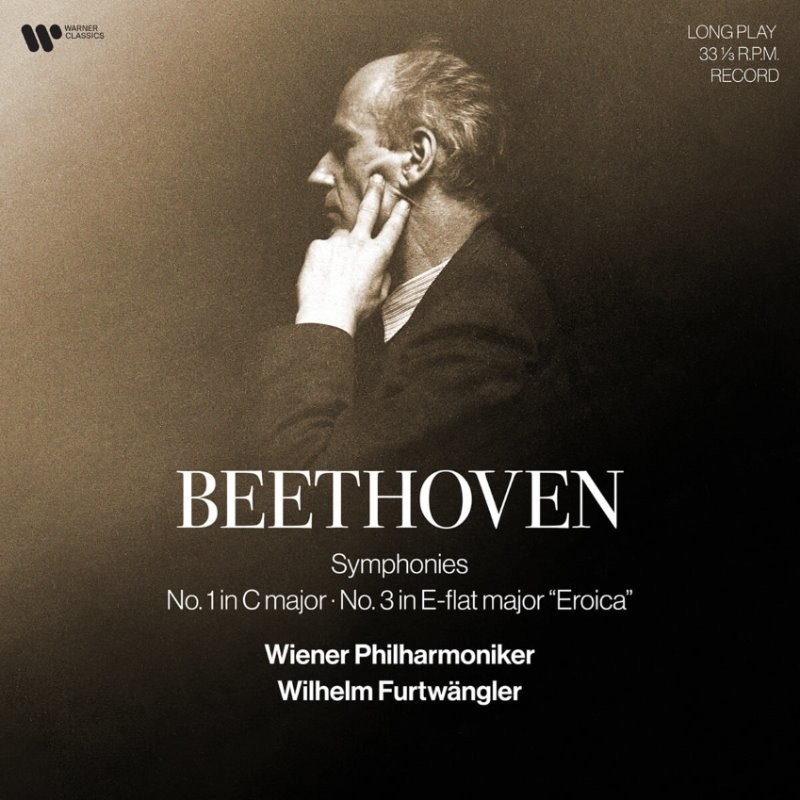 WARNER
CLASSICS
LONG PLAY
33 ⅓ R.P.M.
RECORD
BEETHOVEN
Symphonies
No. 1 in C major · No. 3 in E-flat major “Eroica”
Wiener Philharmoniker
Wilhelm Furtwängler